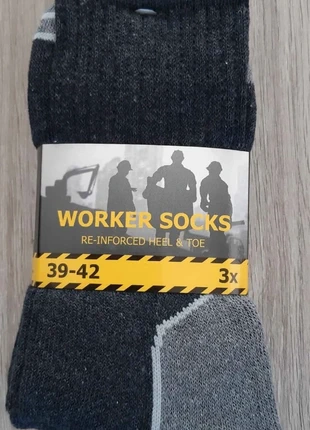 WORKER SOCKS
RE-INFORCED HEEL & TOE
39-42 3x